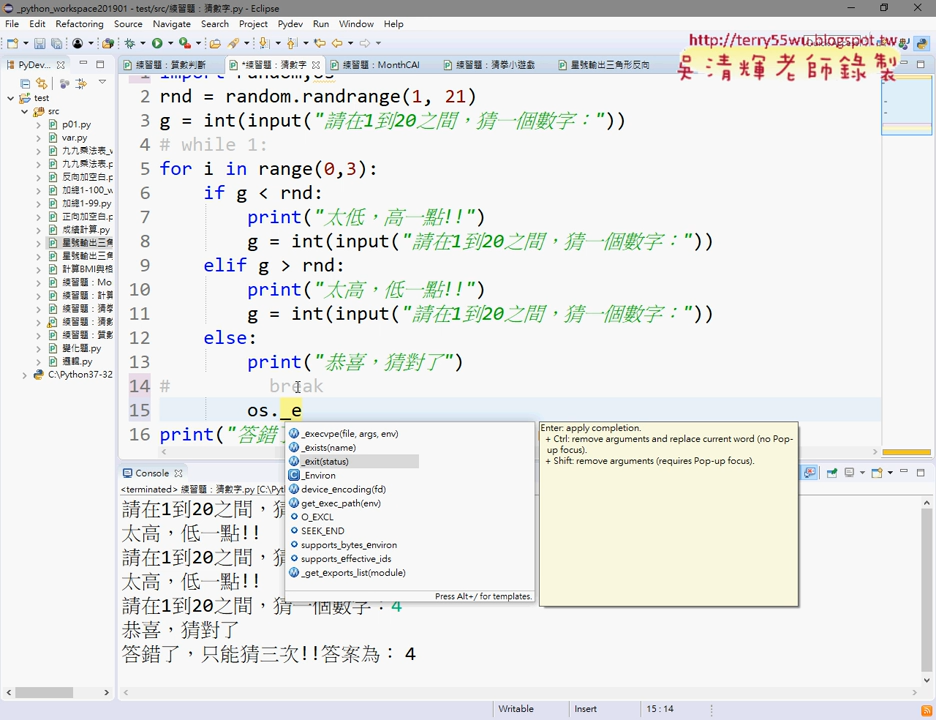 _python_workspace201901 - test/src/練習題：猜數字.py - Eclipse
File Edit Refactoring Source Navigate Search Project Pydev Run Window Help
http://terry55wu.blogspot.tw
吳清輝老師錄製
PyDev...
練習題：質數判斷
*練習題：猜數字
練習題：MonthCAl
練習題：猜拳小遊戲
星號輸出三角形反向
test
src
p01.py
var.py
九九乘法表_v
九九乘法表.p
反向加空白.p
加總1-100_w
加總1-99.py
正向加空白.p
成績計算.py
星號輸出三角
星號輸出三角
計算BMI與格
練習題：Mo
練習題：計算
練習題：猜拳
練習題：猜數
練習題：質數
變化題.py
邏輯.py
C:\Python37-32
import random,os
2 rnd = random.randrange(1, 21)
3 g = int(input("請在1到20之間，猜一個數字："))
4 # while 1:
5 for i in range(0,3):
6 if g < rnd:
7 print("太低，高一點!!")
8 g = int(input("請在1到20之間，猜一個數字："))
9 elif g > rnd:
10 print("太高，低一點!!")
11 g = int(input("請在1到20之間，猜一個數字："))
12 else:
13 print("恭喜，猜對了")
14 # break
15 os._e
16 print("答錯
_execvpe(file, args, env)
_exists(name)
_exit(status)
_Environ
device_encoding(fd)
get_exec_path(env)
O_EXCL
SEEK_END
supports_bytes_environ
supports_effective_ids
_get_exports_list(module)
Press Alt+/ for templates.
Enter: apply completion.
+ Ctrl: remove arguments and replace current word (no Pop-
up focus).
+ Shift: remove arguments (requires Pop-up focus).
Console
<terminated> 練習題：猜數字.py [C:\Pyth
請在1到20之間，猜
太高，低一點!!
請在1到20之間，猜
太高，低一點!!
請在1到20之間，猜一個數字：4
恭喜，猜對了
答錯了，只能猜三次!!答案為： 4
Writable Insert 15 : 14